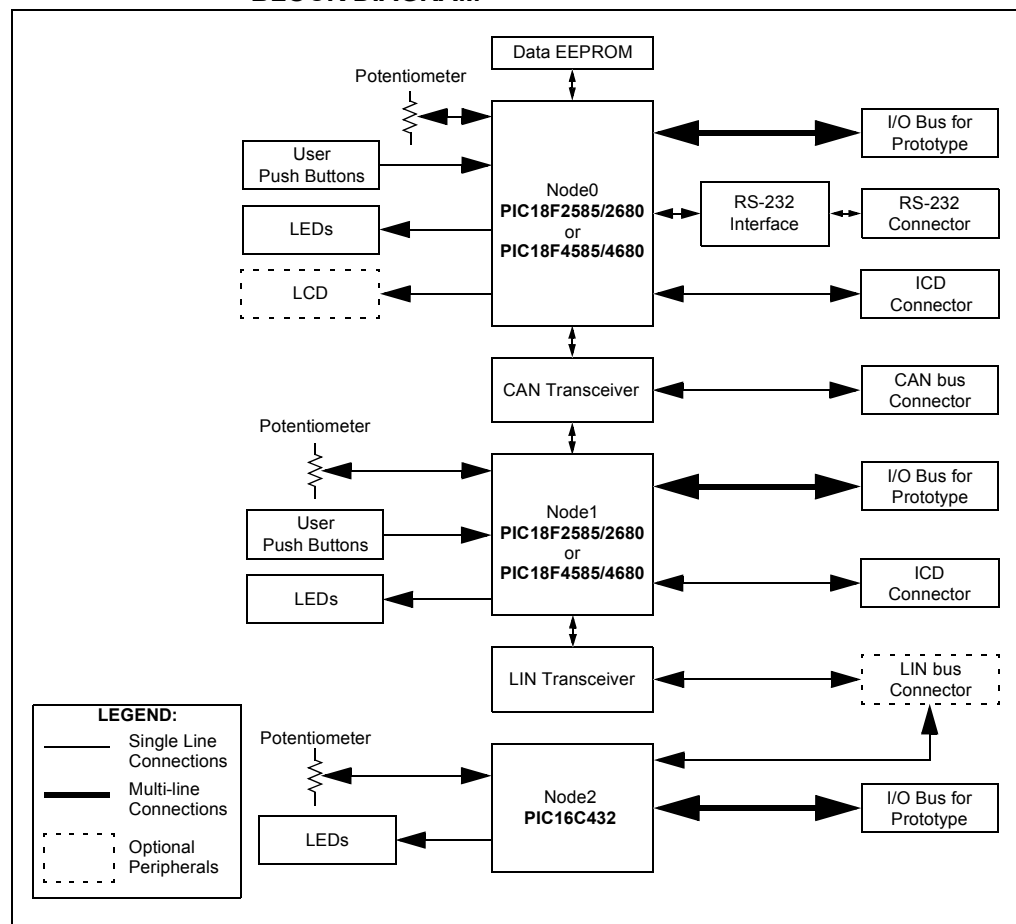 BLOCK DIAGRAM
Data EEPROM
Potentiometer
User
Push Buttons
LEDs
LCD
Node0
PIC18F2585/2680
or
PIC18F4585/4680
I/O Bus for
Prototype
RS-232
Interface
RS-232
Connector
ICD
Connector
CAN Transceiver
CAN bus
Connector
Potentiometer
User
Push Buttons
LEDs
Node1
PIC18F2585/2680
or
PIC18F4585/4680
I/O Bus for
Prototype
ICD
Connector
LIN Transceiver
LIN bus
Connector
Potentiometer
LEDs
Node2
PIC16C432
I/O Bus for
Prototype
LEGEND:
Single Line
Connections
Multi-line
Connections
Optional
Peripherals